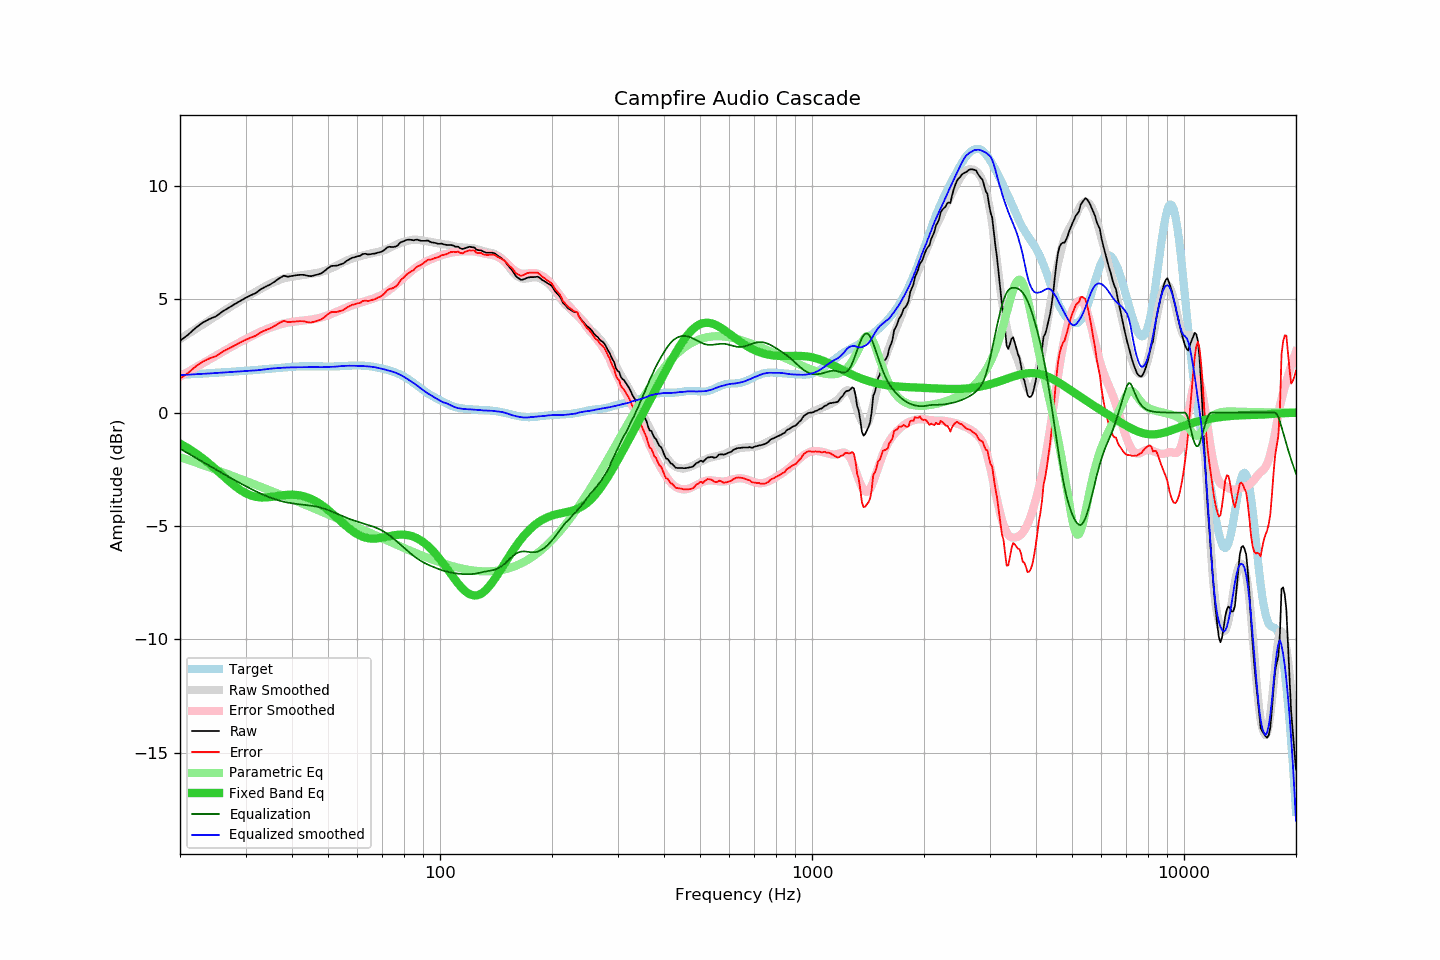 Campfire Audio Cascade
10
5
0
−5
−10
−15
Amplitude (dBr)
Target
Raw Smoothed
Error Smoothed
Raw
Error
Parametric Eq
Fixed Band Eq
Equalization
Equalized smoothed
100
1000
10000
Frequency (Hz)